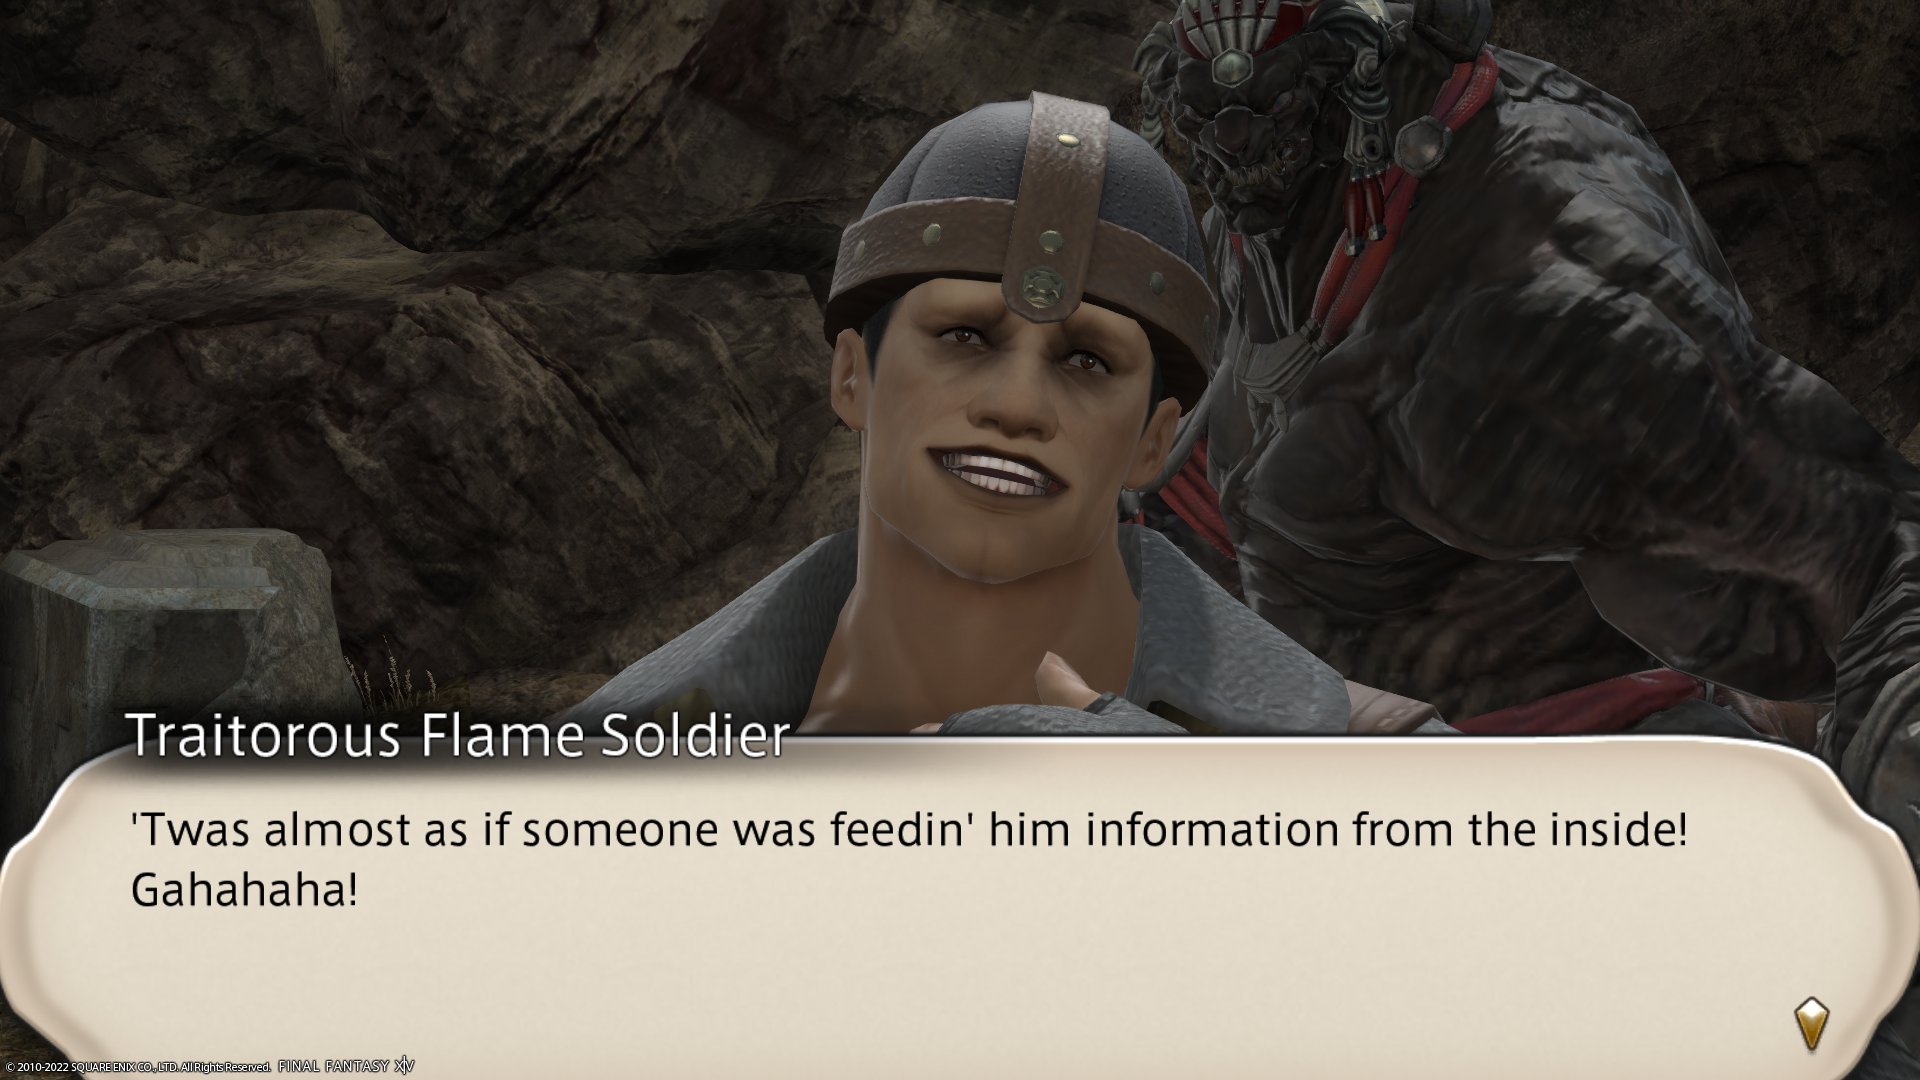 Traitorous Flame Soldier
'Twas almost as if someone was feedin' him information from the inside!
Gahahaha!
© 2010-2022 SQUARE ENIX CO., LTD. All Rights Reserved. FINAL FANTASY XIV